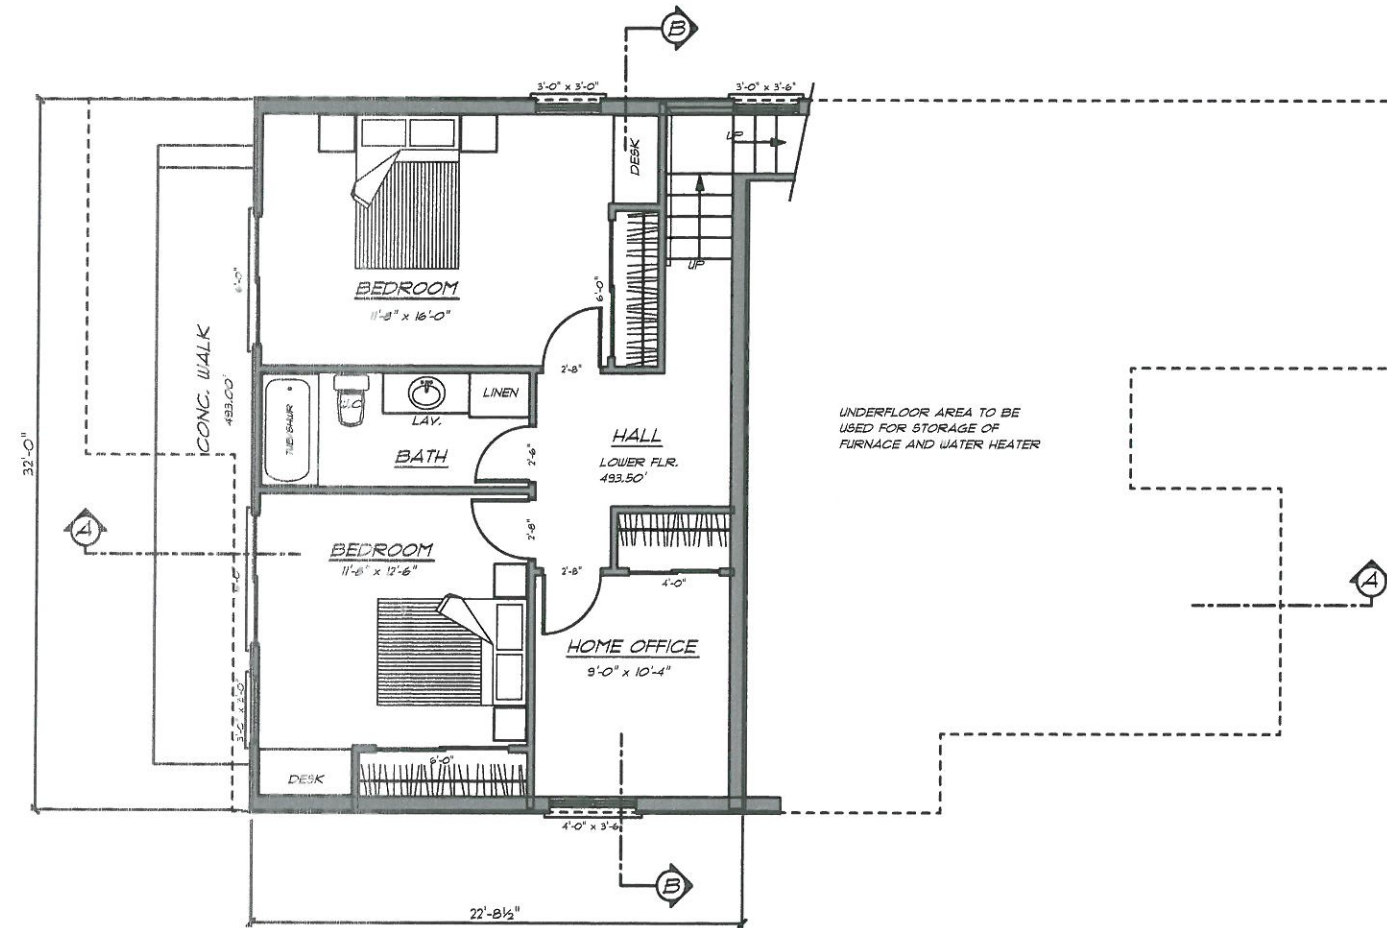 B
3'-0" x 3'-0"
3'-0" x 3'-6"
UP
DESK
UP
6'-0"
6'-0"
BEDROOM
11'-8" x 16'-0"
2'-8"
CONC. WALK
493.00'
TUB/SHWR
W.C.
LAV.
LINEN
BATH
2'-6"
HALL
LOWER FLR.
493.50'
UNDERFLOOR AREA TO BE
USED FOR STORAGE OF
FURNACE AND WATER HEATER
32'-0"
A
2'-8"
BEDROOM
11'-8" x 12'-6"
2'-8"
4'-0"
A
HOME OFFICE
9'-0" x 10'-4"
6'-0"
DESK
4'-0" x 3'-6"
B
22'-8½"